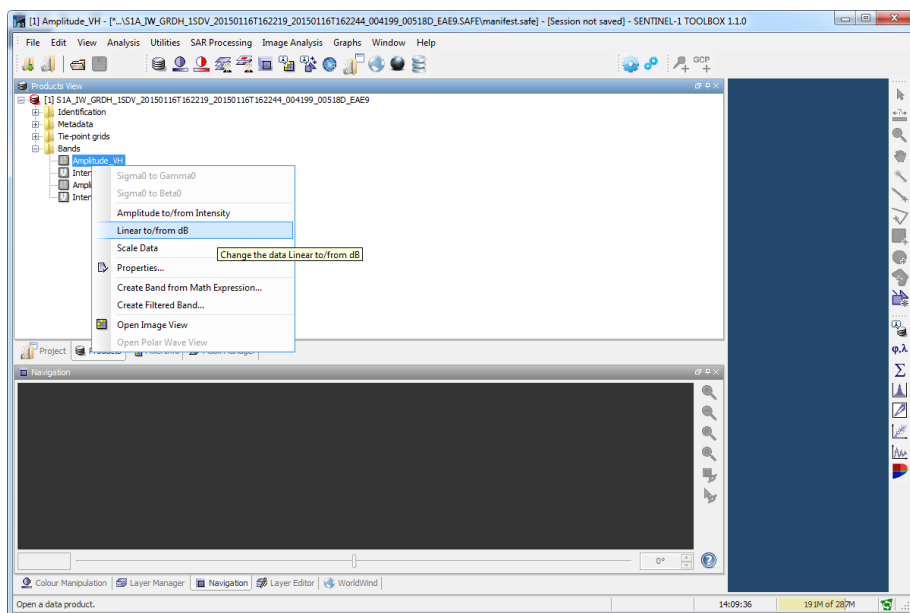 [1] Amplitude_VH - [*...\S1A_IW_GRDH_1SDV_20150116T162219_20150116T162244_004199_00518D_EAE9.SAFE\manifest.safe] - [Session not saved] - SENTINEL-1 TOOLBOX 1.1.0
File Edit View Analysis Utilities SAR Processing Image Analysis Graphs Window Help
GCP
Products View
[1] S1A_IW_GRDH_1SDV_20150116T162219_20150116T162244_004199_00518D_EAE9
Identification
Metadata
Tie-point grids
Bands
Amplitude_VH
Inter
Ampli
Inter
Sigma0 to Gamma0
Sigma0 to Beta0
Amplitude to/from Intensity
Linear to/from dB
Scale Data
Change the data Linear to/from dB
Properties...
Create Band from Math Expression...
Create Filtered Band...
Open Image View
Open Polar Wave View
Project
φ,λ
Σ
Navigation
0°
Colour Manipulation Layer Manager Navigation Layer Editor WorldWind
Open a data product. 14:09:36 191M of 287M